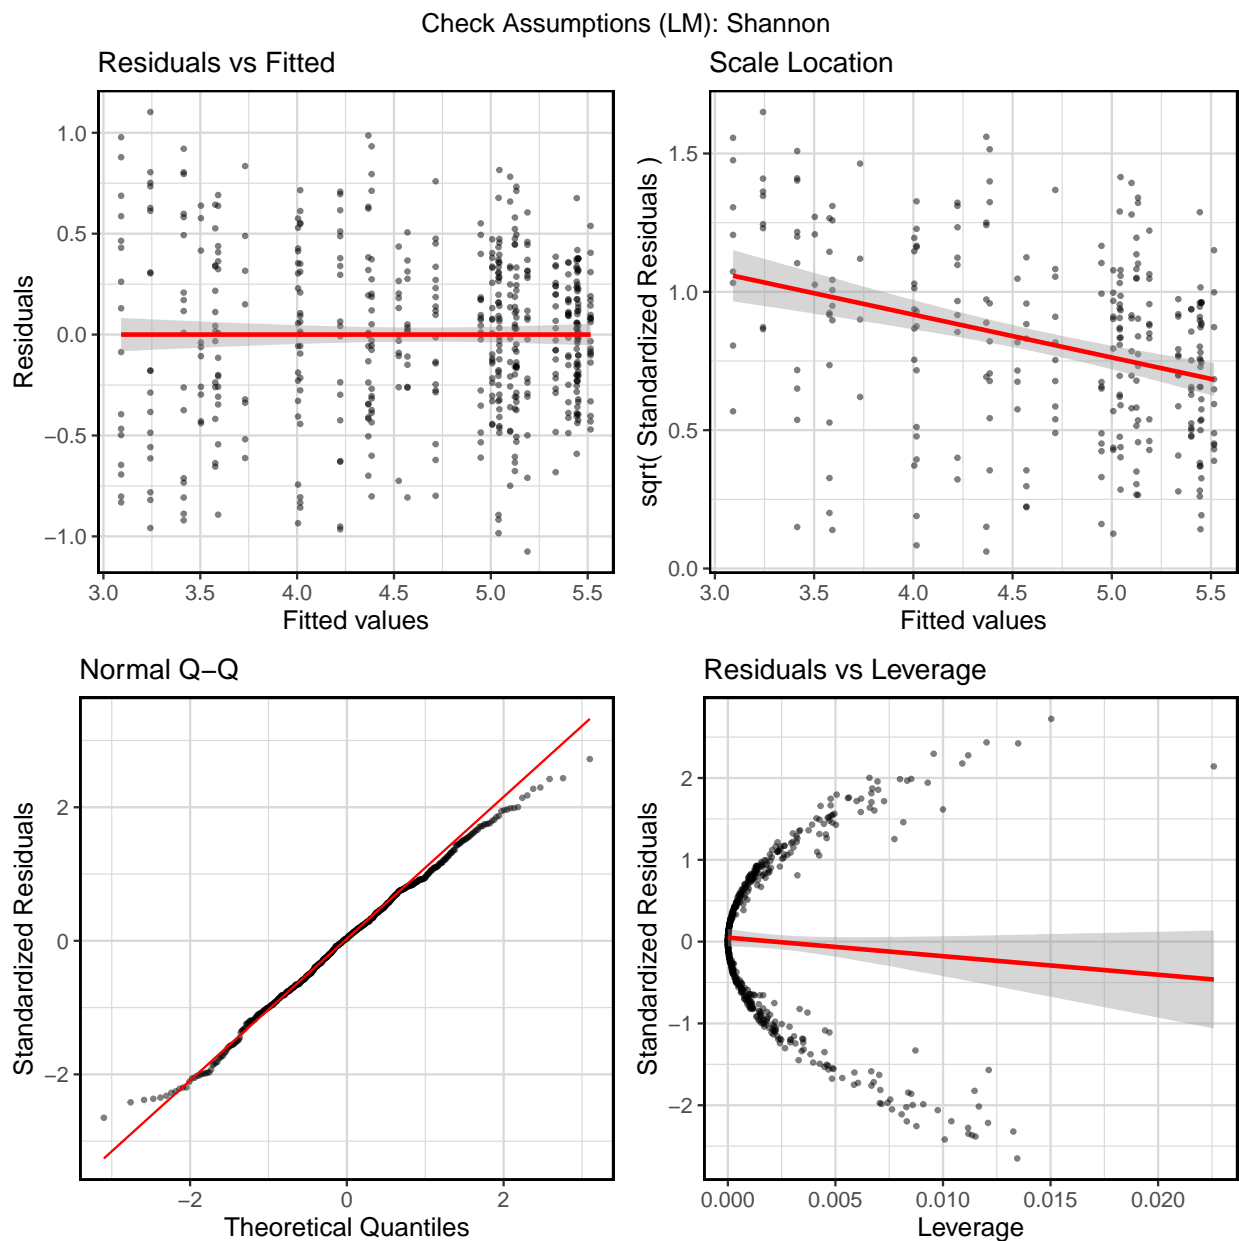 Check Assumptions (LM): Shannon
Residuals vs Fitted
1.0
0.5
0.0
−0.5
−1.0
Residuals
3.0 3.5 4.0 4.5 5.0 5.5
Fitted values
Scale Location
1.5
1.0
0.5
0.0
sqrt( Standardized Residuals )
3.0 3.5 4.0 4.5 5.0 5.5
Fitted values
Normal Q−Q
2
0
−2
Standardized Residuals
−2 0 2
Theoretical Quantiles
Residuals vs Leverage
2
1
0
−1
−2
Standardized Residuals
0.000 0.005 0.010 0.015 0.020
Leverage